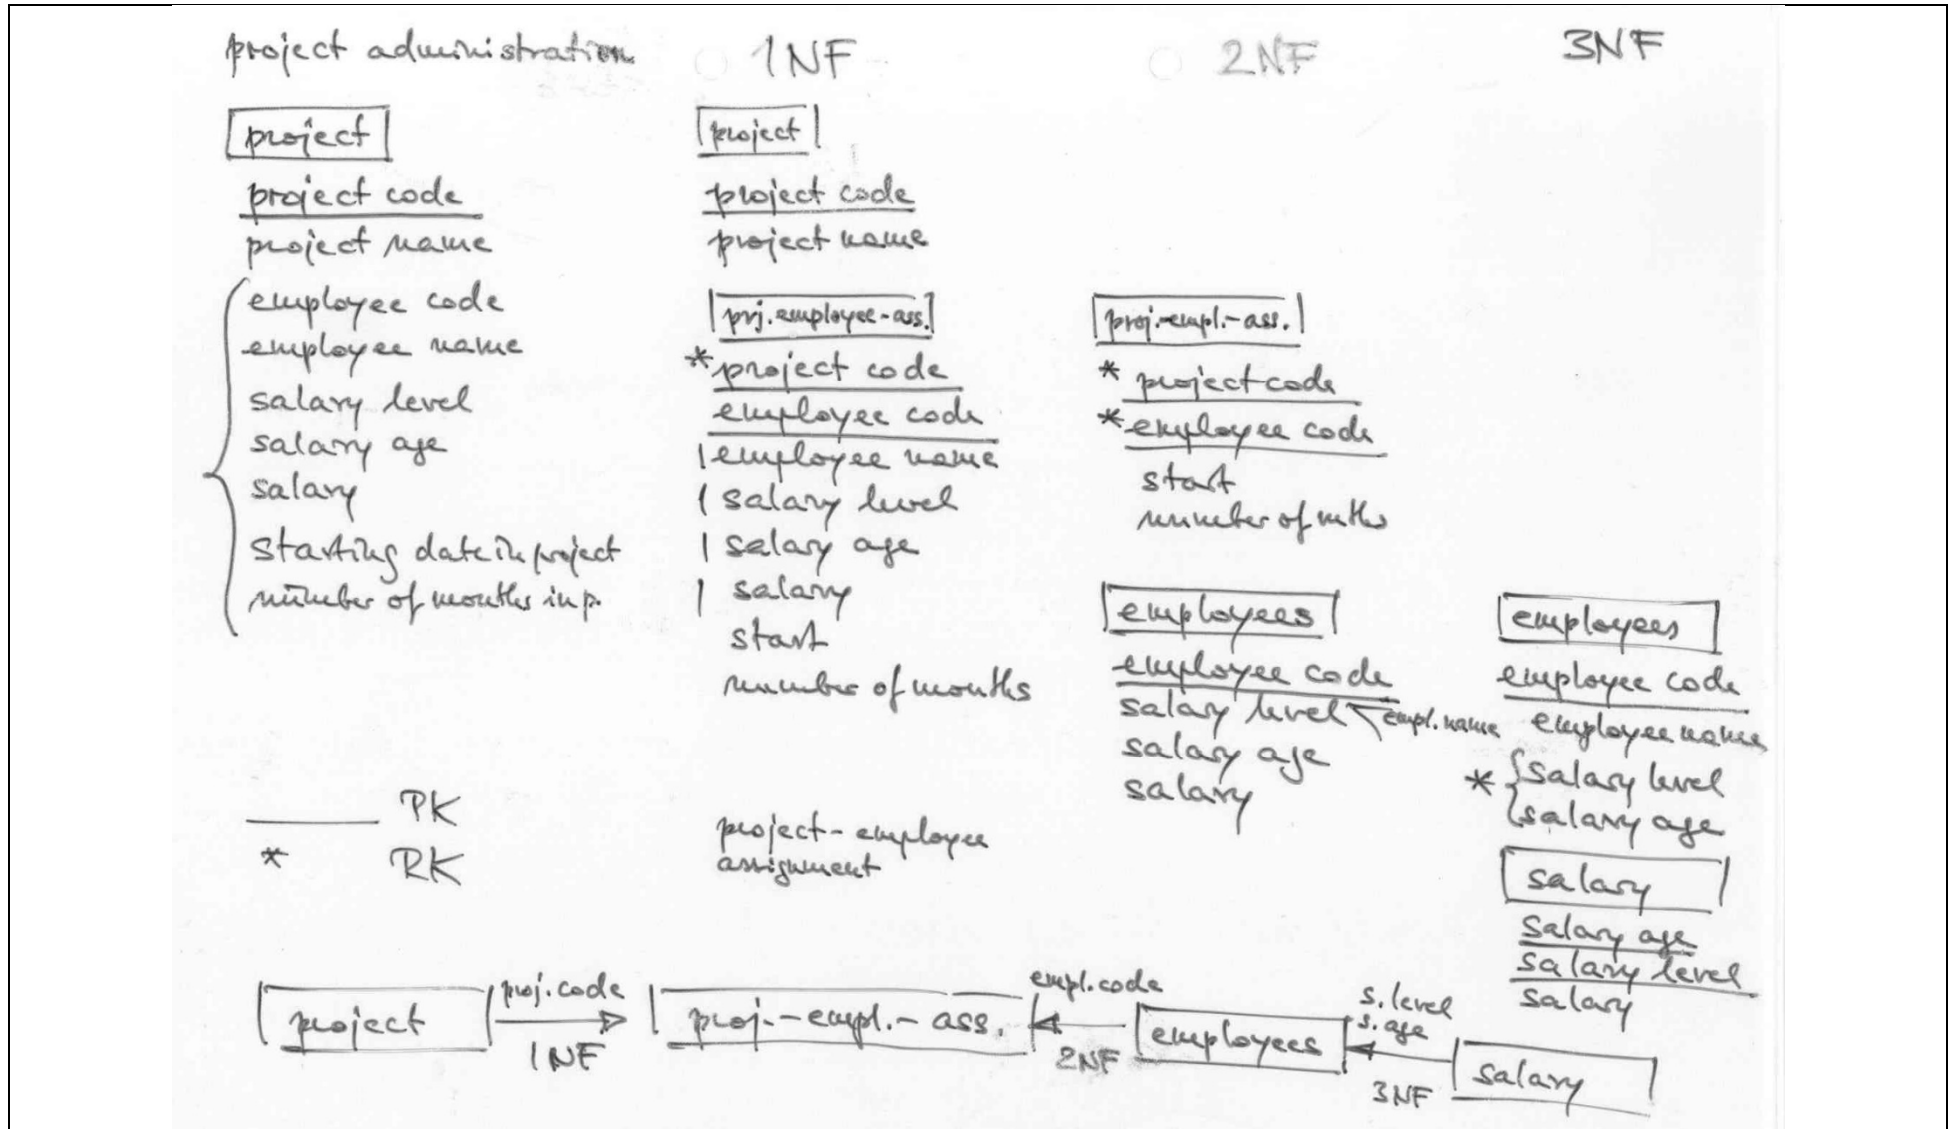 project administration
project
project code
project name
employee code
employee name
salary level
salary age
salary
starting date in project
number of months in p.
PK
* RK
1NF
project
project code
project name
prj.employee-ass.
* project code
employee code
employee name
salary level
salary age
salary
start
number of months
project-employee
assignment
2NF
proj.-empl.-ass.
* project code
* employee code
start
number of mths
employees
employee code
salary level empl.name
salary age
salary
3NF
employees
employee code
employee name
* salary level
salary age
salary
salary age
salary level
salary
project
proj.code
1NF
proj.-empl.-ass.
empl.code
2NF
employees
s.level
s.age
3NF
salary